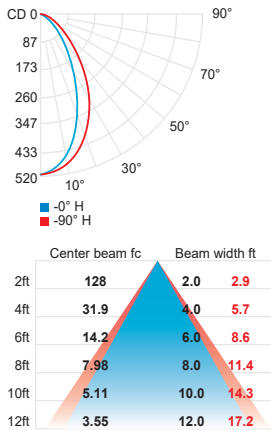 CD 0 90°
87
173 70°
260
347 50°
433
520 10° 30°
-0° H
-90° H
Center beam fc Beam width ft
2ft 128 2.0 2.9
4ft 31.9 4.0 5.7
6ft 14.2 6.0 8.6
8ft 7.98 8.0 11.4
10ft 5.11 10.0 14.3
12ft 3.55 12.0 17.2